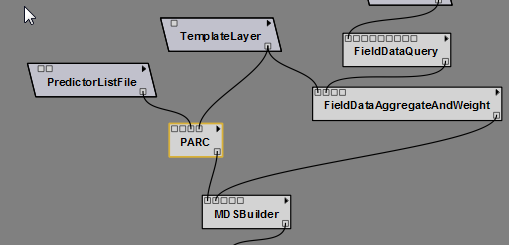 TemplateLayer
FieldDataQuery
PredictorListFile
FieldDataAggregateAndWeight
PARC
MDSBuilder